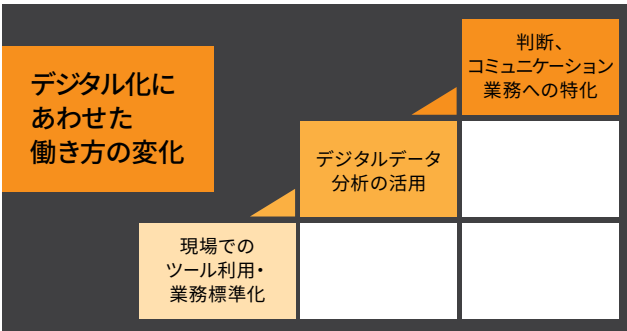 デジタル化に
あわせた
働き方の変化
判断、
コミュニケーション
業務への特化
デジタルデータ
分析の活用
現場での
ツール利用・
業務標準化